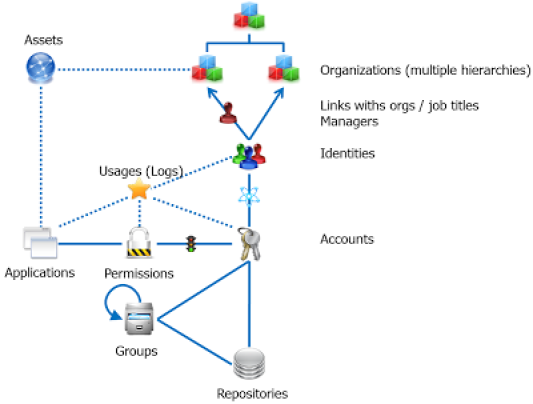 Assets
Organizations (multiple hierarchies)
Links withs orgs / job titles
Managers
Identities
Usages (Logs)
Accounts
Applications
Permissions
Groups
Repositories